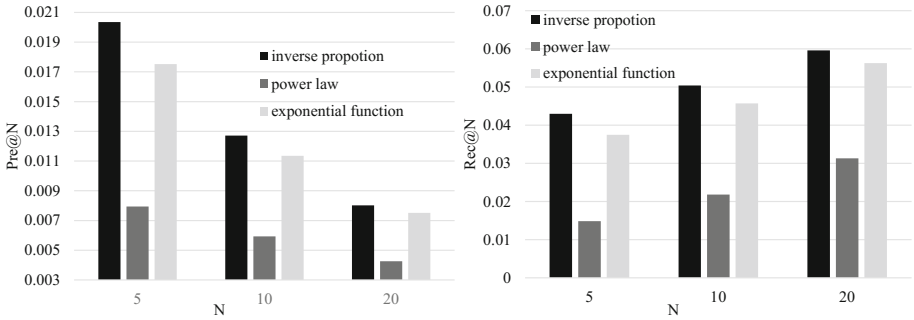 0.021
0.019
0.017
0.015
0.013
0.011
0.009
0.007
0.005
0.003
Pre@N
inverse propotion
power law
exponential function
5
10
20
N
0.07
0.06
0.05
0.04
0.03
0.02
0.01
0
Rec@N
inverse propotion
power law
exponential function
5
10
20
N